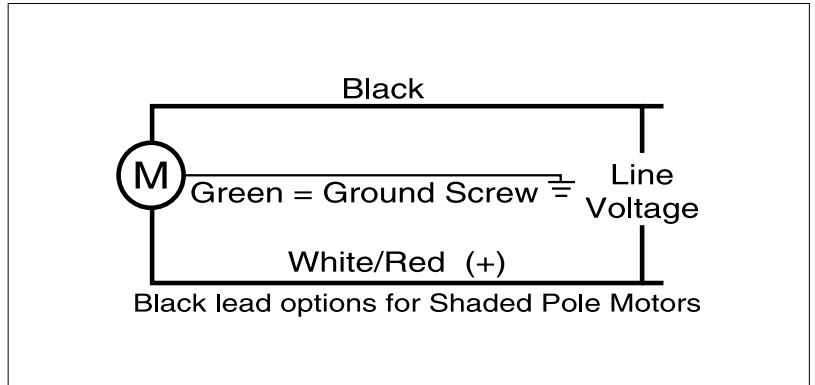 Black
M
Green = Ground Screw
Line
Voltage
White/Red (+)
Black lead options for Shaded Pole Motors